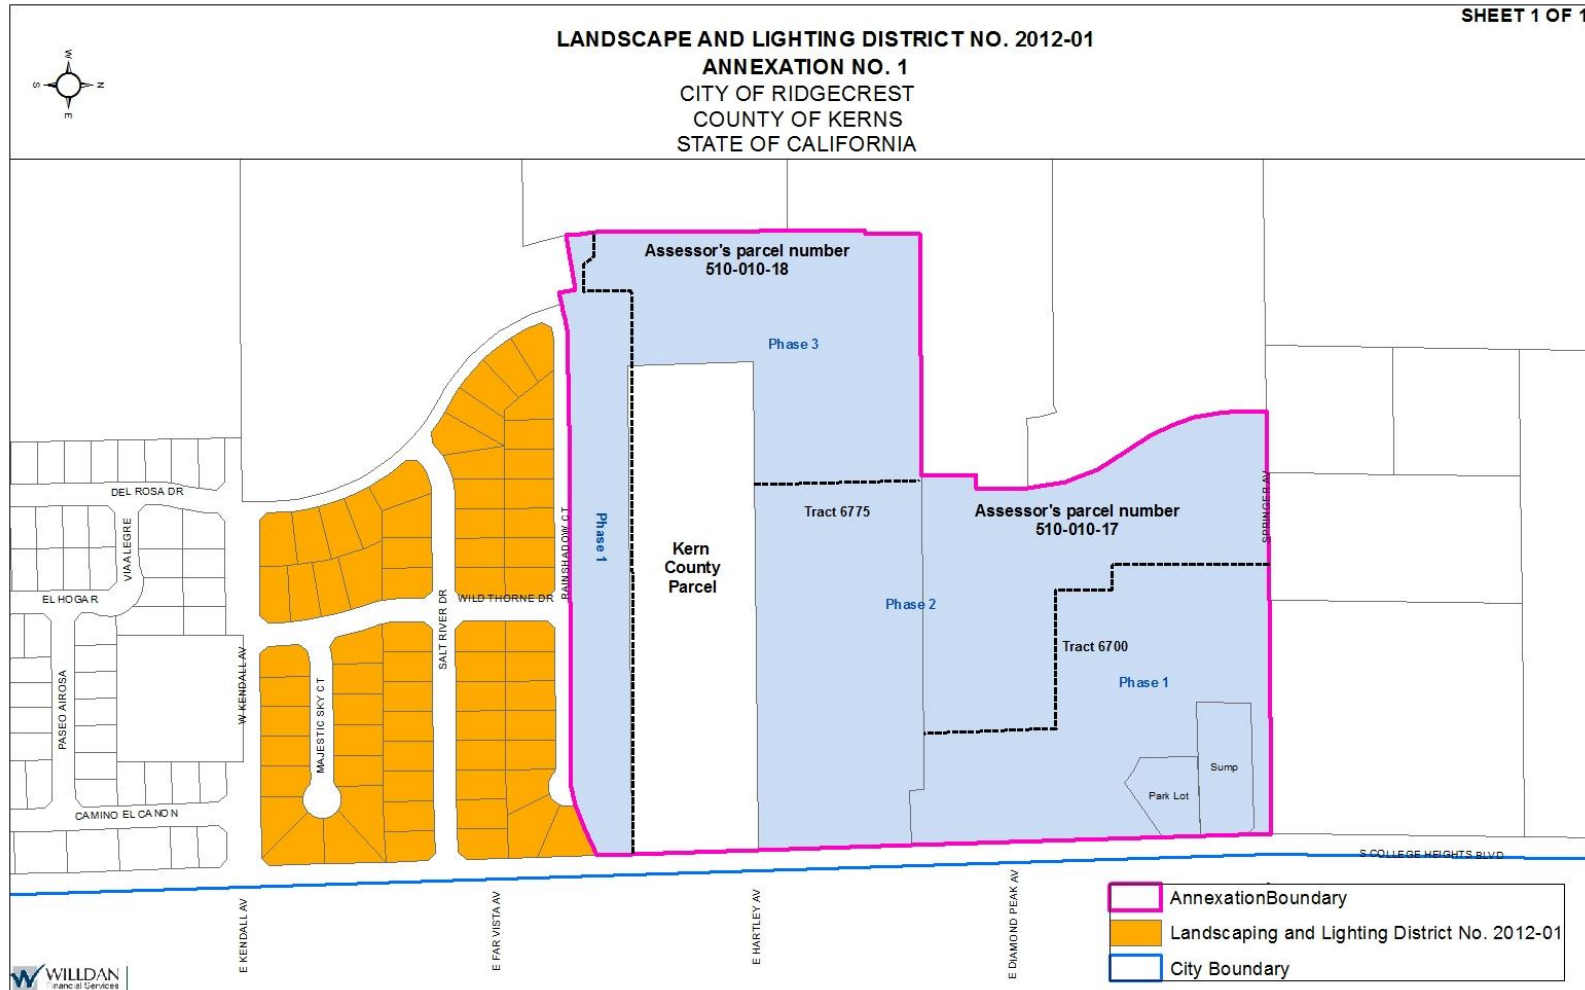 SHEET 1 OF 1
LANDSCAPE AND LIGHTING DISTRICT NO. 2012-01
ANNEXATION NO. 1
CITY OF RIDGECREST
COUNTY OF KERNS
STATE OF CALIFORNIA
W
S
N
E
Assessor's parcel number
510-010-18
Phase 3
DEL ROSA DR
VIA ALEGRE
EL HOGAR
PASEO AIROSA
W KENDALL AV
CAMINO EL CANON
MAJESTIC SKY CT
SALT RIVER DR
WILD THORNE DR
RAINSHADOW CT
Phase 1
Kern
County
Parcel
Tract 6775
Phase 2
Assessor's parcel number
510-010-17
SPRINGER AV
Tract 6700
Phase 1
Sump
Park Lot
S COLLEGE HEIGHTS BLVD
E KENDALL AV
E FAR VISTA AV
E HARTLEY AV
E DIAMOND PEAK AV
AnnexationBoundary
Landscaping and Lighting District No. 2012-01
City Boundary
W WILLDAN
Financial Services